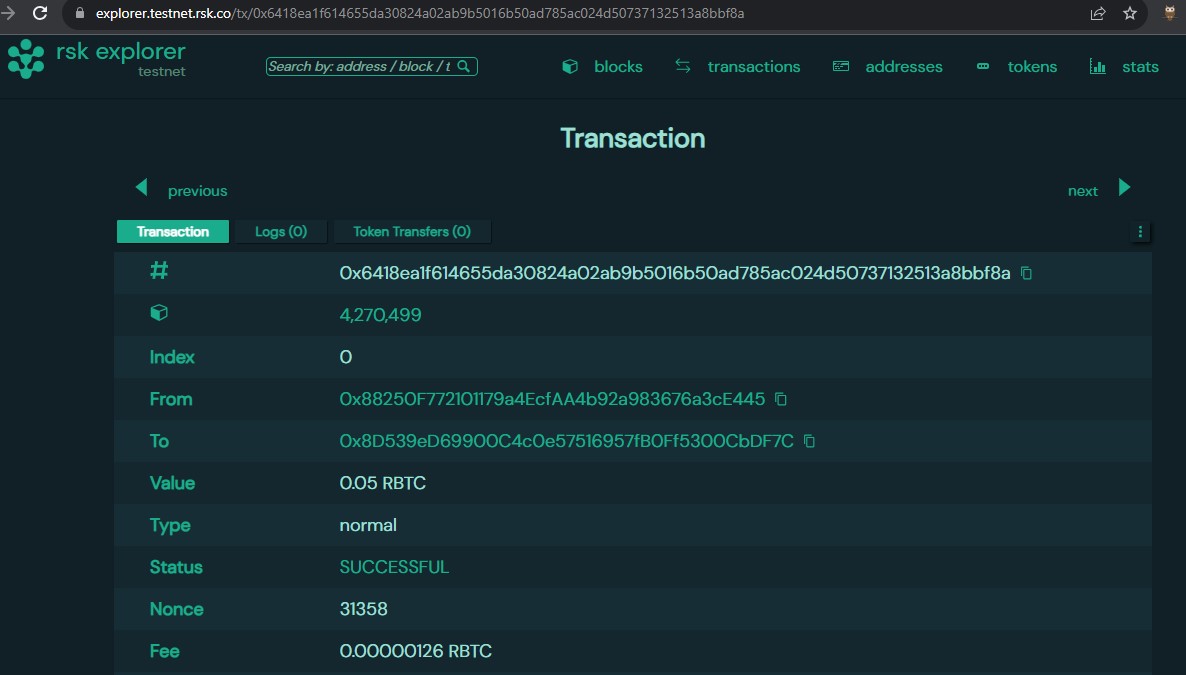 explorer.testnet.rsk.co/tx/0x6418ea1f614655da30824a02ab9b5016b50ad785ac024d50737132513a8bbf8a
rsk explorer
testnet
Search by: address / block / t
blocks
transactions
addresses
tokens
stats
Transaction
previous
next
Transaction
Logs (0)
Token Transfers (0)
# 0x6418ea1f614655da30824a02ab9b5016b50ad785ac024d50737132513a8bbf8a
4,270,499
Index 0
From 0x88250F772101179a4EcfAA4b92a983676a3cE445
To 0x8D539eD69900C4c0e57516957fB0Ff5300CbDF7C
Value 0.05 RBTC
Type normal
Status SUCCESSFUL
Nonce 31358
Fee 0.00000126 RBTC